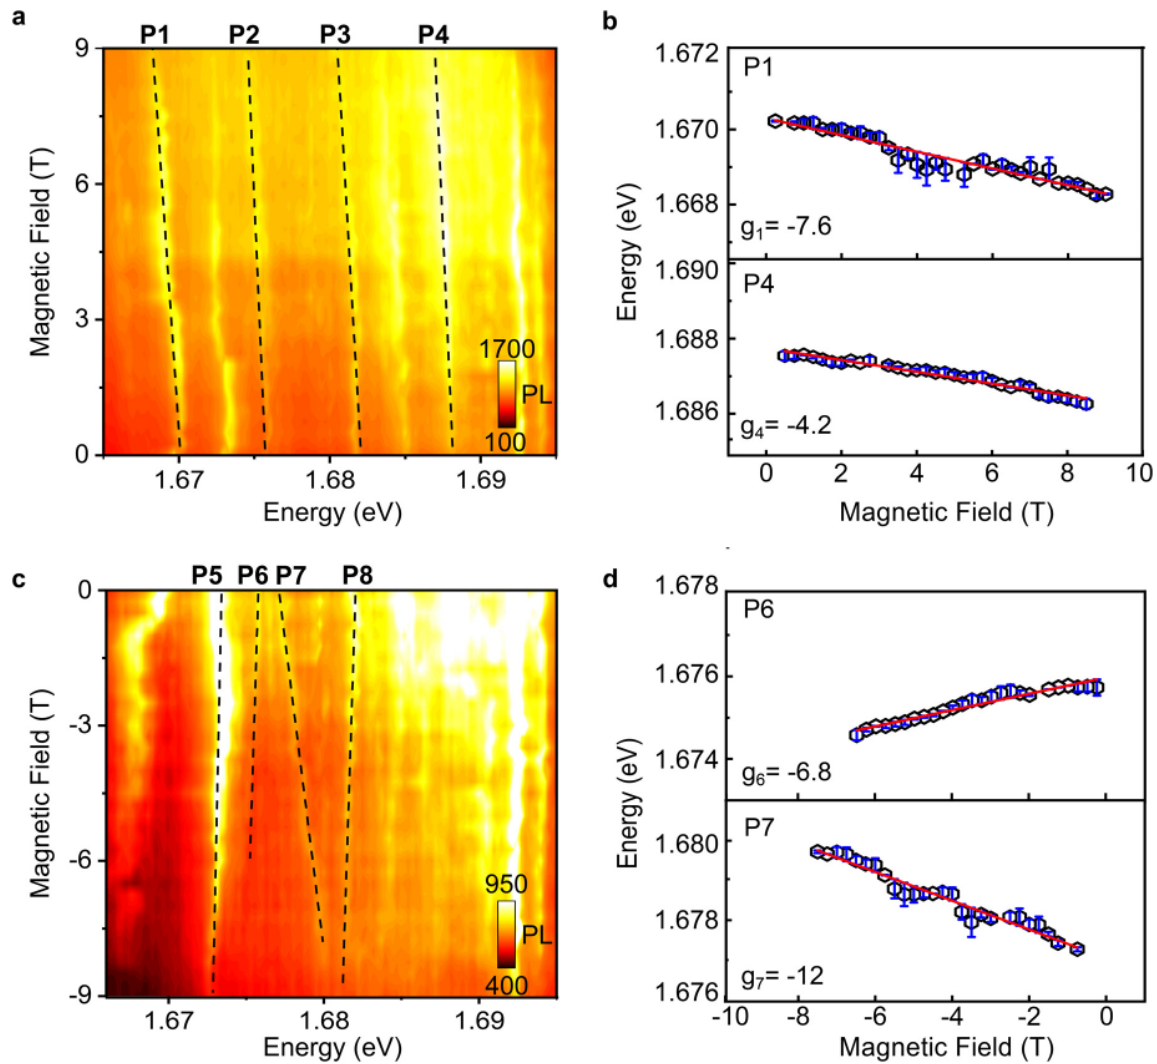 a
P1 P2 P3 P4
9
6
3
0
Magnetic Field (T)
1700
PL
100
1.67 1.68 1.69
Energy (eV)
b
1.672
P1
1.670
1.668
g1= -7.6
1.690
P4
1.688
1.686
g4= -4.2
Energy (eV)
0 2 4 6 8 10
Magnetic Field (T)
c
P5 P6 P7 P8
0
-3
-6
-9
Magnetic Field (T)
950
PL
400
1.67 1.68 1.69
Energy (eV)
d
1.678
P6
1.676
1.674
g6= -6.8
P7
1.680
1.678
1.676
g7= -12
Energy (eV)
-10 -8 -6 -4 -2 0
Magnetic Field (T)